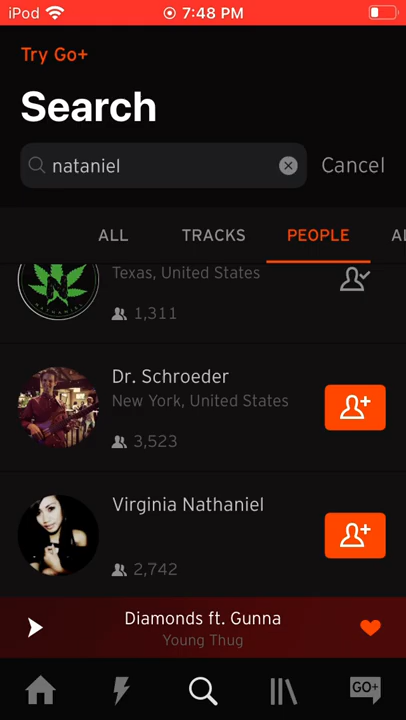 iPod 7:48 PM
Try Go+
Search
nataniel Cancel
ALL TRACKS PEOPLE
Texas, United States
1,311
Dr. Schroeder
New York, United States
3,523
Virginia Nathaniel
2,742
Diamonds ft. Gunna
Young Thug
GO+